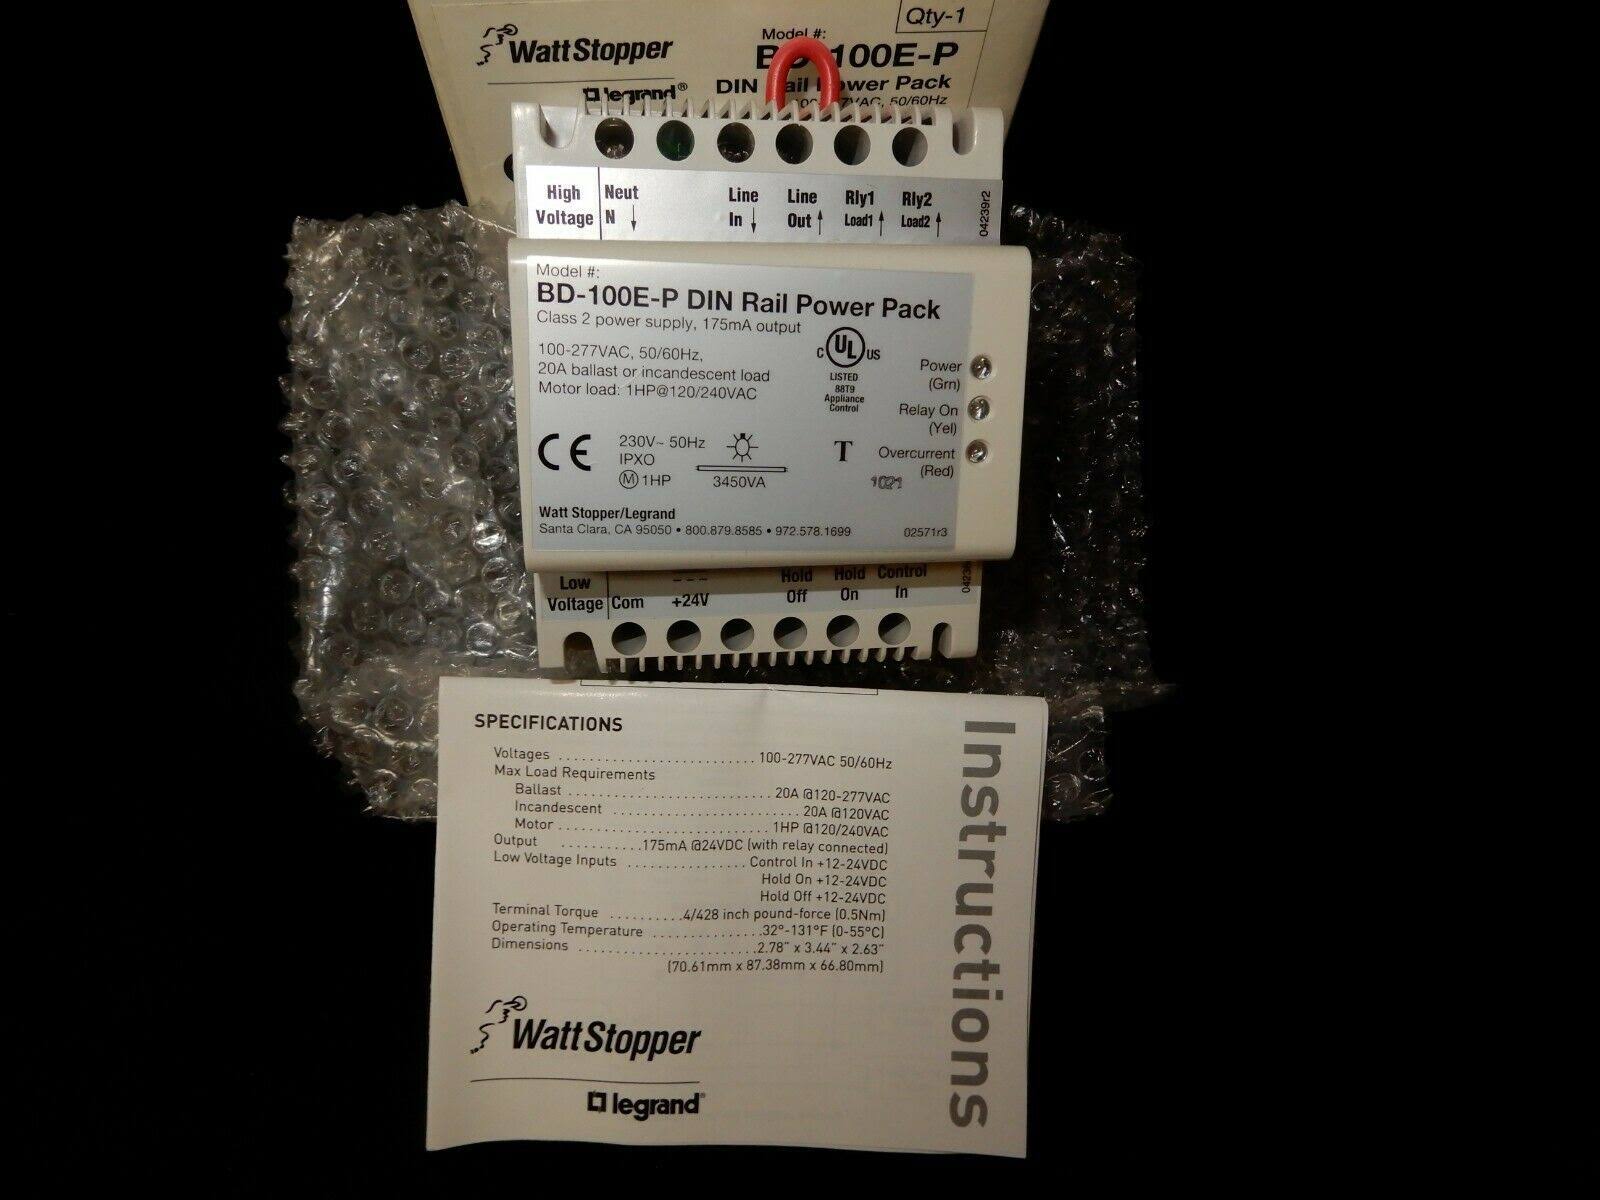 Qty-1
WattStopper
legrand®
Model #:
100E-P
DIN Rail Power Pack
VAC, 50/60Hz
High Voltage
Neut N ↓
Line In ↓
Line Out ↑
Rly1 Load1 ↑
Rly2 Load2 ↑
04239r2
Model #:
BD-100E-P DIN Rail Power Pack
Class 2 power supply, 175mA output
100-277VAC, 50/60Hz,
20A ballast or incandescent load
Motor load: 1HP@120/240VAC
C UL US
LISTED
88T9
Appliance
Control
Power
(Grn)
Relay On
(Yel)
Overcurrent
(Red)
CE
230V~ 50Hz
IPXO
M 1HP
3450VA
T
1021
Watt Stopper/Legrand
Santa Clara, CA 95050 • 800.879.8585 • 972.578.1699
02571r3
Low Voltage
Com
+24V
Hold Off
Hold On
Control In
SPECIFICATIONS
Voltages ......................... 100-277VAC 50/60Hz
Max Load Requirements
Ballast ........................... 20A @120-277VAC
Incandescent ......................... 20A @120VAC
Motor ............................ 1HP @120/240VAC
Output ...........175mA @24VDC (with relay connected)
Low Voltage Inputs ................ Control In +12-24VDC
Hold On +12-24VDC
Hold Off +12-24VDC
Terminal Torque ..........4/428 inch pound-force (0.5Nm)
Operating Temperature ..............32°-131°F (0-55°C)
Dimensions .......................2.78" x 3.44" x 2.63"
(70.61mm x 87.38mm x 66.80mm)
WattStopper
legrand®
Instructions